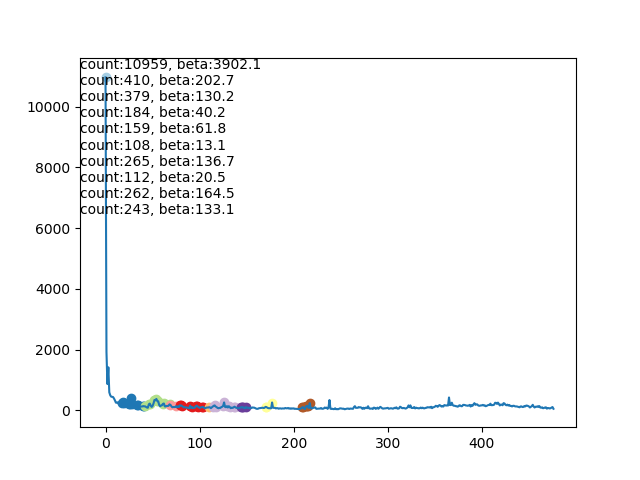 count:10959, beta:3902.1
count:410, beta:202.7
count:379, beta:130.2
count:184, beta:40.2
count:159, beta:61.8
count:108, beta:13.1
count:265, beta:136.7
count:112, beta:20.5
count:262, beta:164.5
count:243, beta:133.1
10000
8000
6000
4000
2000
0
0 100 200 300 400